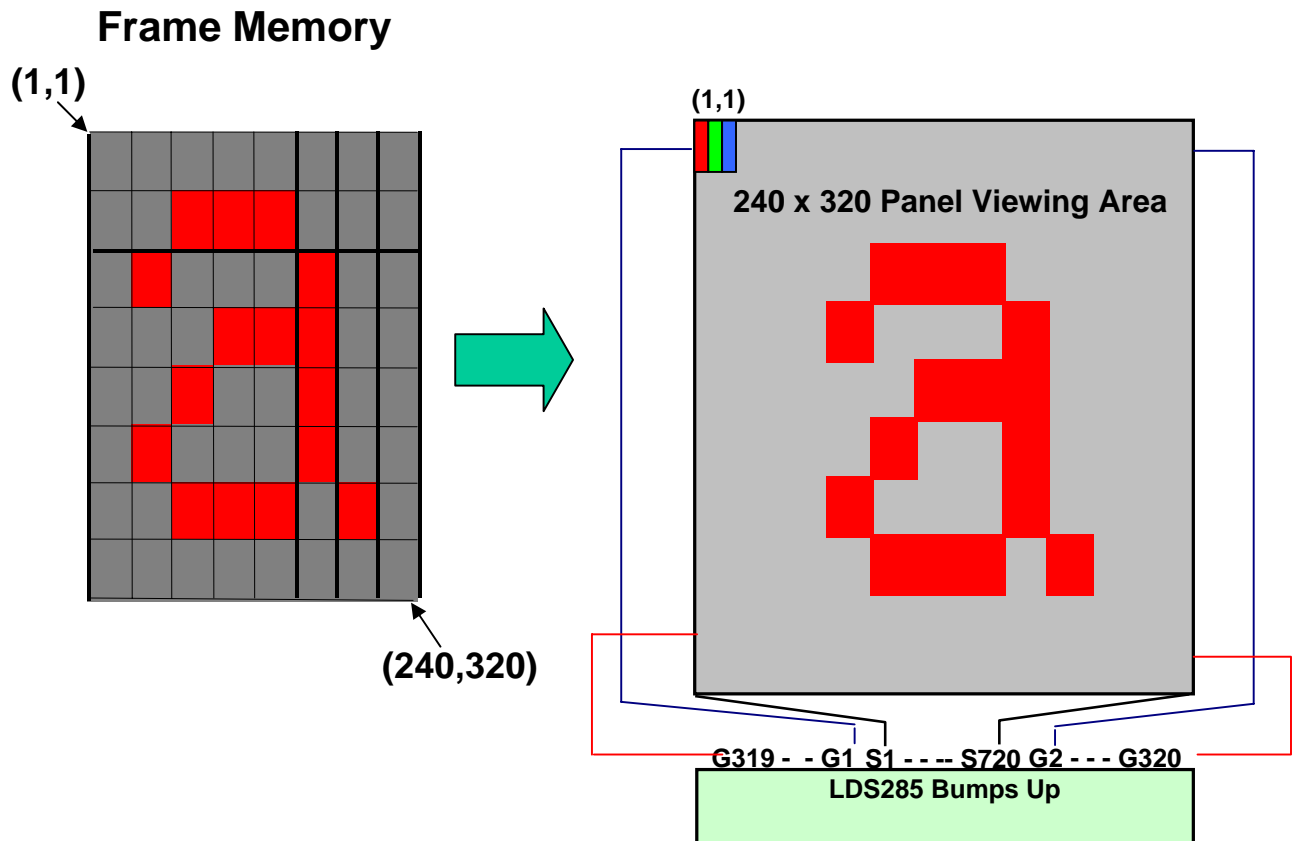 Frame Memory
(1,1)
(240,320)
(1,1)
240 x 320 Panel Viewing Area
G319 - - G1 S1 - - -- S720 G2 - - - G320
LDS285 Bumps Up